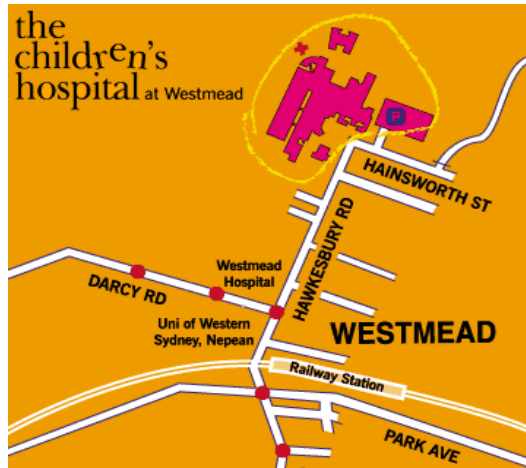 the
children's
hospital at Westmead
P
HAINSWORTH ST
HAWKESBURY RD
Westmead
Hospital
DARCY RD
Uni of Western
Sydney, Nepean
WESTMEAD
Railway Station
PARK AVE